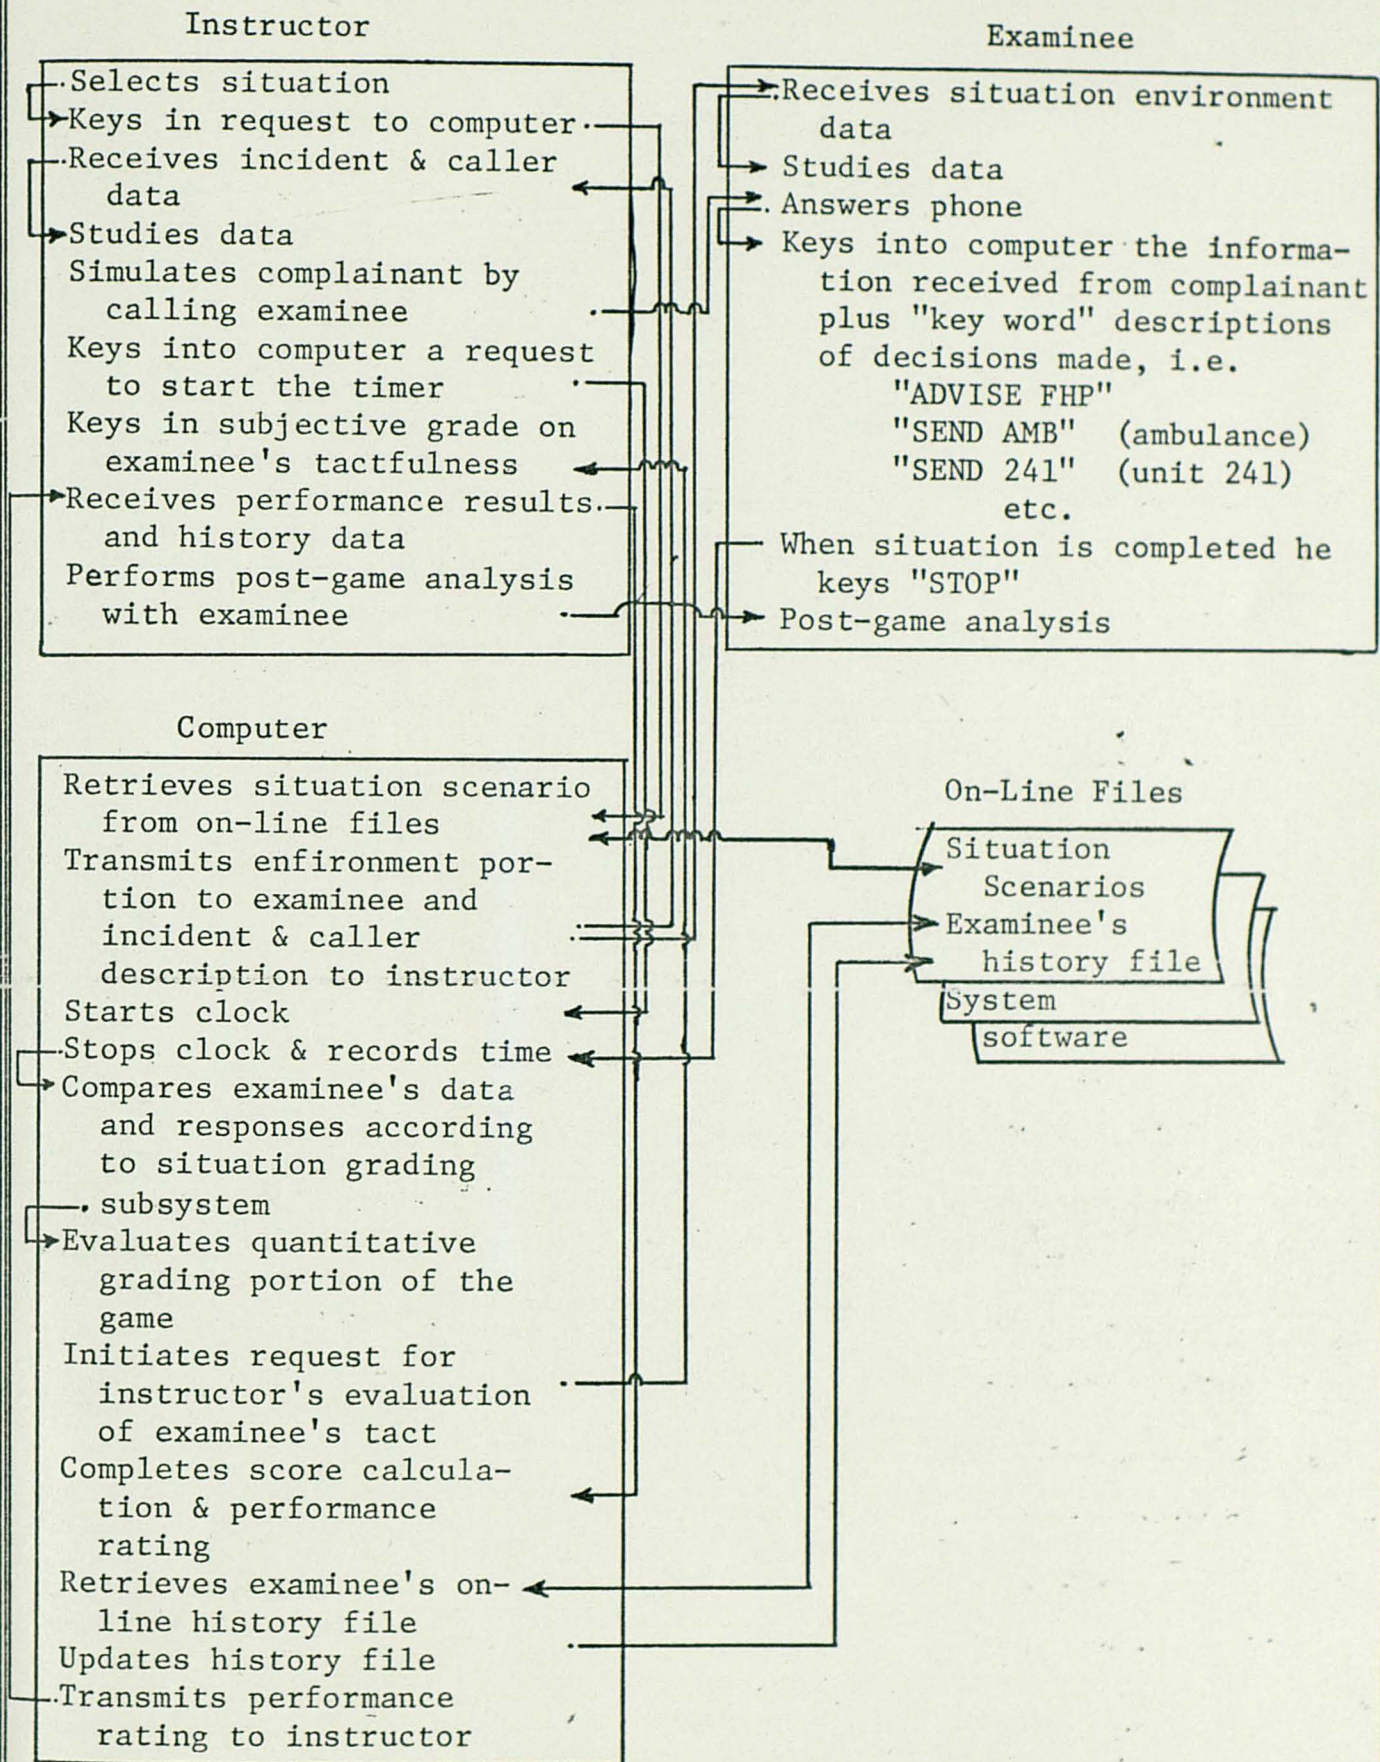 Instructor
Selects situation
Keys in request to computer
Receives incident & caller
data
Studies data
Simulates complainant by
calling examinee
Keys into computer a request
to start the timer
Keys in subjective grade on
examinee's tactfulness
Receives performance results
and history data
Performs post-game analysis
with examinee
Examinee
Receives situation environment
data
Studies data
Answers phone
Keys into computer the informa-
tion received from complainant
plus "key word" descriptions
of decisions made, i.e.
"ADVISE FHP"
"SEND AMB" (ambulance)
"SEND 241" (unit 241)
etc.
When situation is completed he
keys "STOP"
Post-game analysis
Computer
Retrieves situation scenario
from on-line files
Transmits enfironment por-
tion to examinee and
incident & caller
description to instructor
Starts clock
Stops clock & records time
Compares examinee's data
and responses according
to situation grading
subsystem
Evaluates quantitative
grading portion of the
game
Initiates request for
instructor's evaluation
of examinee's tact
Completes score calcula-
tion & performance
rating
Retrieves examinee's on-
line history file
Updates history file
Transmits performance
rating to instructor
On-Line Files
Situation
Scenarios
Examinee's
history file
System
software